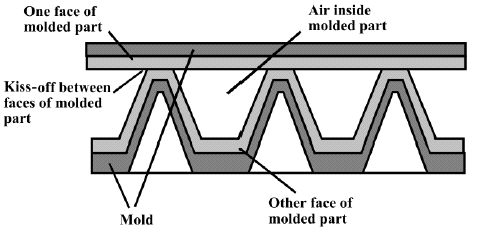 One face of
molded part
Air inside
molded part
Kiss-off between
faces of molded
part
Mold
Other face of
molded part